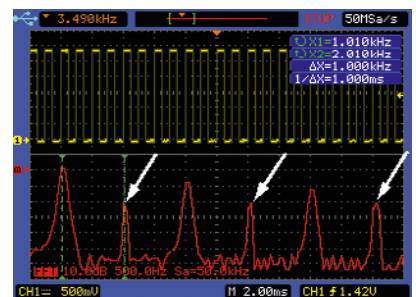 3.490kHz STOP 50MSa/s
X1=1.010kHz
X2=2.010kHz
ΔX=1.000kHz
1/ΔX=1.000ms
1
m
FFT 10.0dB 500.0Hz Sa=50.0kHz
CH1= 500mV M 2.00ms CH1 1.42V